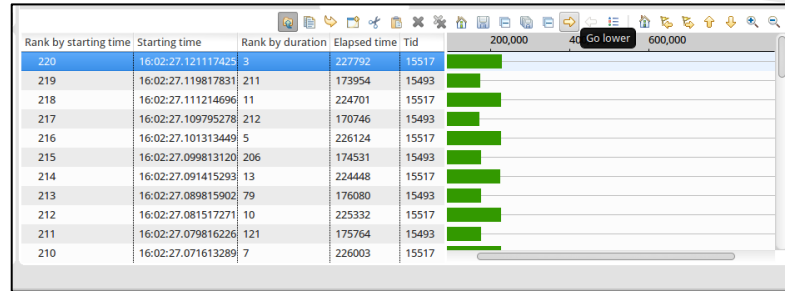 Rank by starting time Starting time Rank by duration Elapsed time Tid 200,000 40 Go lower 600,000
220 16:02:27.121117425 3 227792 15517
219 16:02:27.119817831 211 173954 15493
218 16:02:27.111214696 11 224701 15517
217 16:02:27.109795278 212 170746 15493
216 16:02:27.101313449 5 226124 15517
215 16:02:27.099813120 206 174531 15493
214 16:02:27.091415293 13 224448 15517
213 16:02:27.089815902 79 176080 15493
212 16:02:27.081517271 10 225332 15517
211 16:02:27.079816226 121 175764 15493
210 16:02:27.071613289 7 226003 15517